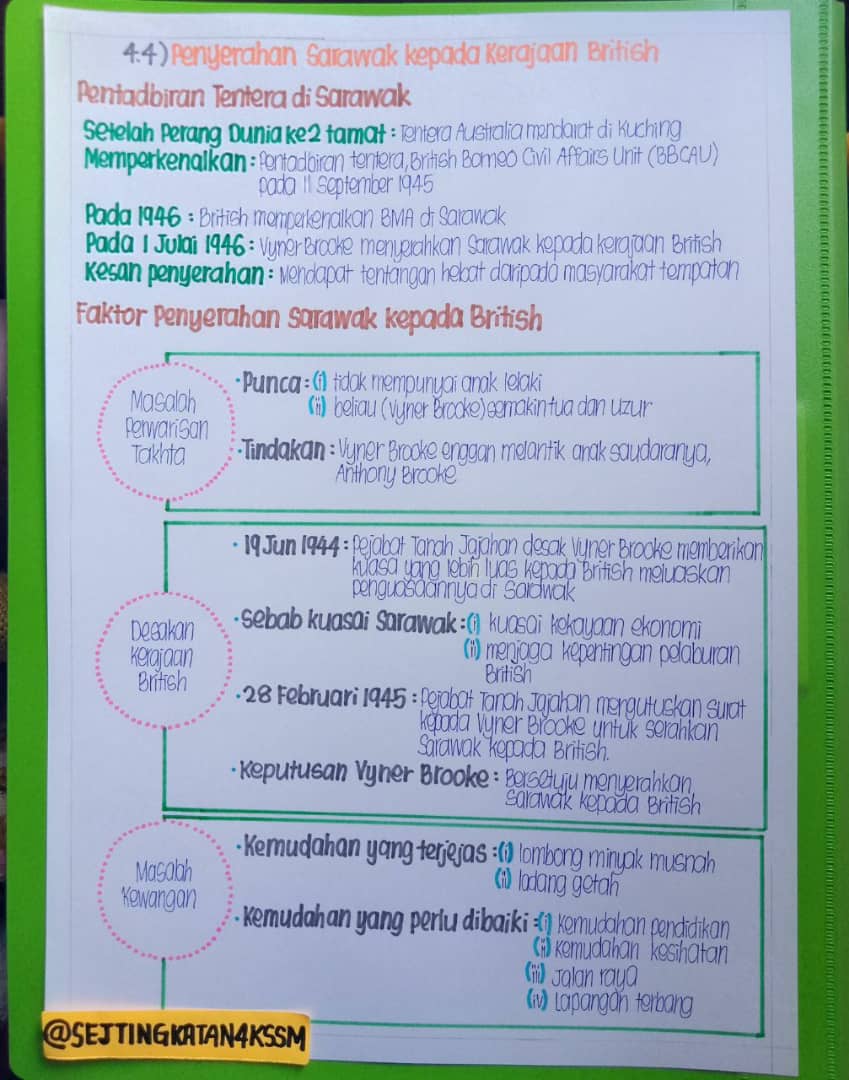 4.4) Penyerahan Sarawak kepada Kerajaan British
Pentadbiran Tentera di Sarawak
Setelah Perang Dunia ke2 tamat : Tentera Australia mendarat di Kuching
Memperkenalkan : Pentadbiran tentera, British Borneo Civil Affairs Unit (BBCAU)
pada 11 September 1945
Pada 1946 : British memperkenalkan BMA di Sarawak
Pada 1 Julai 1946 : Vyner Brooke menyerahkan Sarawak kepada kerajaan British
Kesan penyerahan : Mendapat tentangan hebat daripada masyarakat tempatan
Faktor Penyerahan Sarawak kepada British
Masalah
Perwarisan
Takhta
• Punca : (i) tidak mempunyai anak lelaki
(ii) beliau (Vyner Brooke) semakin tua dan uzur
• Tindakan : Vyner Brooke enggan melantik anak saudaranya,
Anthony Brooke
Desakan
Kerajaan
British
• 19 Jun 1944 : Pejabat Tanah Jajahan desak Vyner Brooke memberikan
kuasa yang lebih luas kepada British meluaskan
penguasaannya di Sarawak
• Sebab kuasai Sarawak : (i) kuasai kekayaan ekonomi
(ii) menjaga kepentingan pelaburan
British
• 28 Februari 1945 : Pejabat Tanah Jajahan mengutuskan surat
kepada Vyner Brooke untuk serahkan
Sarawak kepada British.
• Keputusan Vyner Brooke : Bersetuju menyerahkan
Sarawak kepada British
Masalah
Kewangan
• Kemudahan yang terjejas : (i) lombong minyak musnah
(ii) ladang getah
• Kemudahan yang perlu dibaiki : (i) Kemudahan pendidikan
(ii) kemudahan kesihatan
(iii) Jalan raya
(iv) Lapangan terbang
@SEJTINGKATAN4KSSM